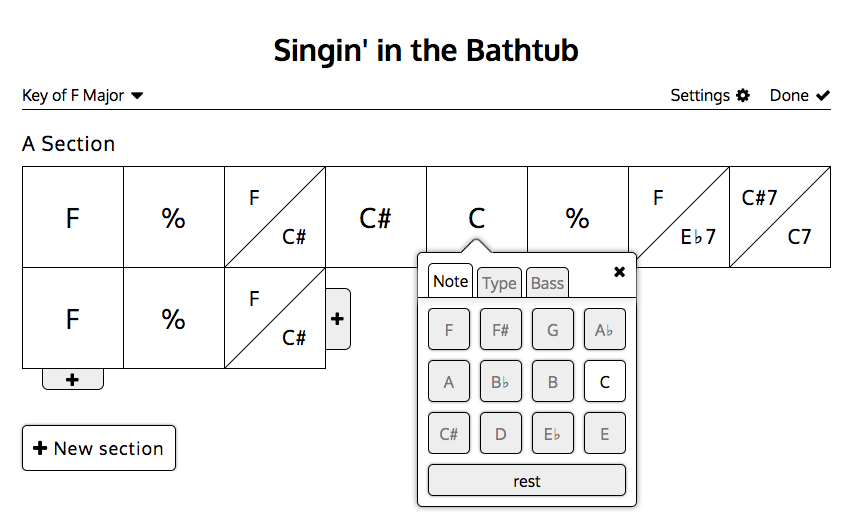 Singin' in the Bathtub
Key of F Major
Settings Done
A Section
F % F C# C# C % F E♭7 C#7 C7
F % F C# +
Note Type Bass
F F# G A♭
A B♭ B C
C# D E♭ E
rest
+
+ New section